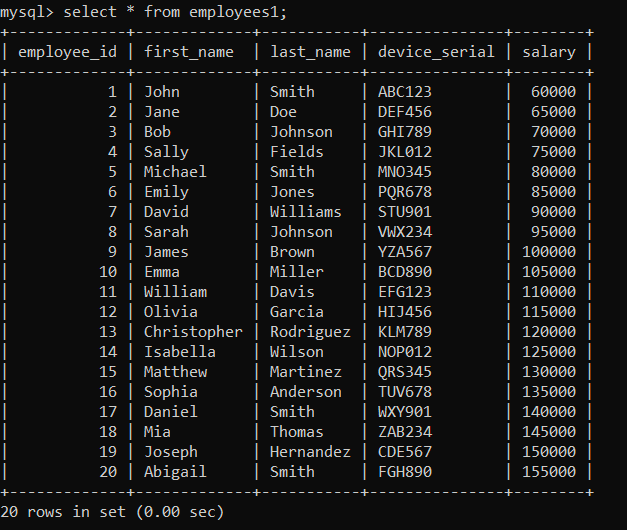 mysql> select * from employees1;
+-------------+-------------+-----------+---------------+--------+
| employee_id | first_name  | last_name | device_serial | salary |
+-------------+-------------+-----------+---------------+--------+
|           1 | John        | Smith     | ABC123        |  60000 |
|           2 | Jane        | Doe       | DEF456        |  65000 |
|           3 | Bob         | Johnson   | GHI789        |  70000 |
|           4 | Sally       | Fields    | JKL012        |  75000 |
|           5 | Michael     | Smith     | MNO345        |  80000 |
|           6 | Emily       | Jones     | PQR678        |  85000 |
|           7 | David       | Williams  | STU901        |  90000 |
|           8 | Sarah       | Johnson   | VWX234        |  95000 |
|           9 | James       | Brown     | YZA567        | 100000 |
|          10 | Emma        | Miller    | BCD890        | 105000 |
|          11 | William     | Davis     | EFG123        | 110000 |
|          12 | Olivia      | Garcia    | HIJ456        | 115000 |
|          13 | Christopher | Rodriguez | KLM789        | 120000 |
|          14 | Isabella    | Wilson    | NOP012        | 125000 |
|          15 | Matthew     | Martinez  | QRS345        | 130000 |
|          16 | Sophia      | Anderson  | TUV678        | 135000 |
|          17 | Daniel      | Smith     | WXY901        | 140000 |
|          18 | Mia         | Thomas    | ZAB234        | 145000 |
|          19 | Joseph      | Hernandez | CDE567        | 150000 |
|          20 | Abigail     | Smith     | FGH890        | 155000 |
+-------------+-------------+-----------+---------------+--------+
20 rows in set (0.00 sec)